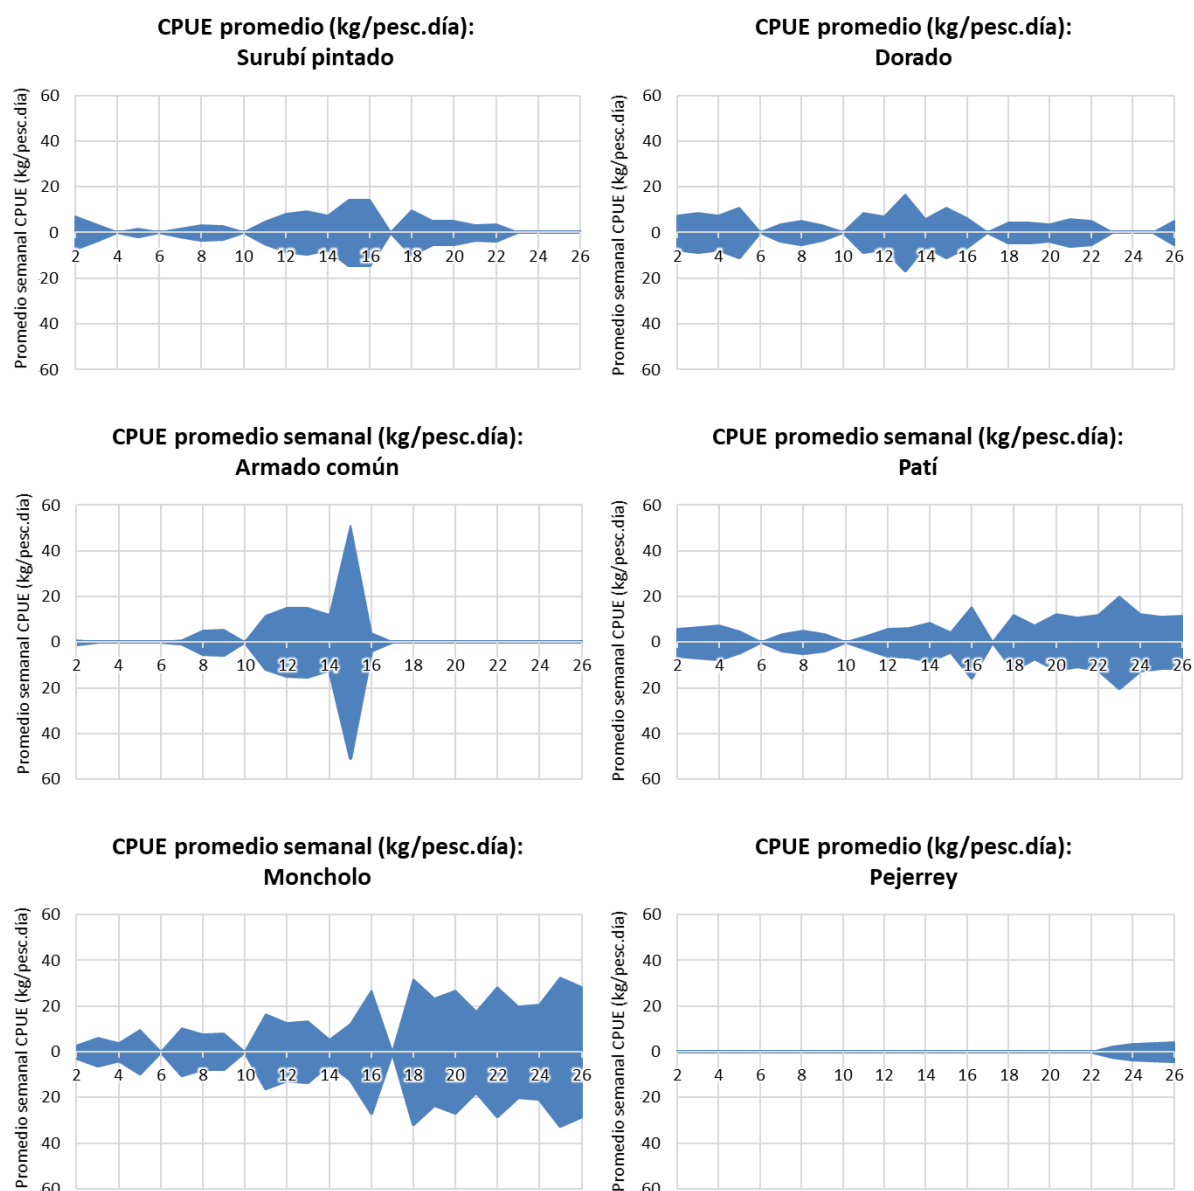 CPUE promedio (kg/pesc.día):
Surubí pintado
Promedio semanal CPUE (kg/pesc.día)
60
40
20
0
20
40
60
2 4 6 8 10 12 14 16 18 20 22 24 26
CPUE promedio (kg/pesc.día):
Dorado
Promedio semanal CPUE (kg/pesc.día)
60
40
20
0
20
40
60
2 4 6 8 10 12 14 16 18 20 22 24 26
CPUE promedio semanal (kg/pesc.día):
Armado común
Promedio semanal CPUE (kg/pesc.día)
60
40
20
0
20
40
60
2 4 6 8 10 12 14 16 18 20 22 24 26
CPUE promedio semanal (kg/pesc.día):
Patí
Promedio semanal CPUE (kg/pesc.día)
60
40
20
0
20
40
60
2 4 6 8 10 12 14 16 18 20 22 24 26
CPUE promedio semanal (kg/pesc.día):
Moncholo
Promedio semanal CPUE (kg/pesc.día)
60
40
20
0
20
40
60
2 4 6 8 10 12 14 16 18 20 22 24 26
CPUE promedio (kg/pesc.día):
Pejerrey
Promedio semanal CPUE (kg/pesc.día)
60
40
20
0
20
40
60
2 4 6 8 10 12 14 16 18 20 22 24 26